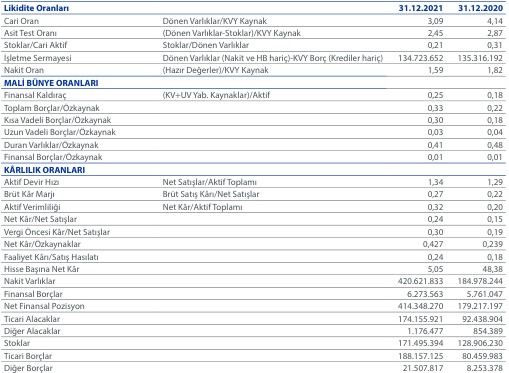 Likidite Oranları 31.12.2021 31.12.2020
Cari Oran Dönen Varlıklar/KVY Kaynak 3,09 4,14
Asit Test Oranı (Dönen Varlıklar-Stoklar)/KVY Kaynak 2,45 2,87
Stoklar/Cari Aktif Stoklar/Dönen Varlıklar 0,21 0,31
İşletme Sermayesi Dönen Varlıklar (Nakit ve HB hariç)-KVY Borç (Krediler hariç) 134.723.652 135.316.192
Nakit Oran (Hazır Değerler)/KVY Kaynak 1,59 1,82
MALİ BÜNYE ORANLARI
Finansal Kaldıraç (KV+UV Yab. Kaynaklar)/Aktif 0,25 0,18
Toplam Borçlar/Özkaynak 0,33 0,22
Kısa Vadeli Borçlar/Özkaynak 0,30 0,18
Uzun Vadeli Borçlar/Özkaynak 0,03 0,04
Duran Varlıklar/Özkaynak 0,41 0,48
Finansal Borçlar/Özkaynak 0,01 0,01
KÂRLILIK ORANLARI
Aktif Devir Hızı Net Satışlar/Aktif Toplamı 1,34 1,29
Brüt Kâr Marjı Brüt Satış Kârı/Net Satışlar 0,27 0,22
Aktif Verimliliği Net Kâr/Aktif Toplamı 0,32 0,20
Net Kâr/Net Satışlar 0,24 0,15
Vergi Öncesi Kâr/Net Satışlar 0,30 0,19
Net Kâr/Özkaynaklar 0,427 0,239
Faaliyet Kârı/Satış Hasılatı 0,24 0,18
Hisse Başına Net Kâr 5,05 48,38
Nakit Varlıklar 420.621.833 184.978.244
Finansal Borçlar 6.273.563 5.761.047
Net Finansal Pozisyon 414.348.270 179.217.197
Ticari Alacaklar 174.155.921 92.438.904
Diğer Alacaklar 1.176.477 854.389
Stoklar 171.495.394 128.906.230
Ticari Borçlar 188.157.125 80.459.983
Diğer Borçlar 21.507.817 8.253.378